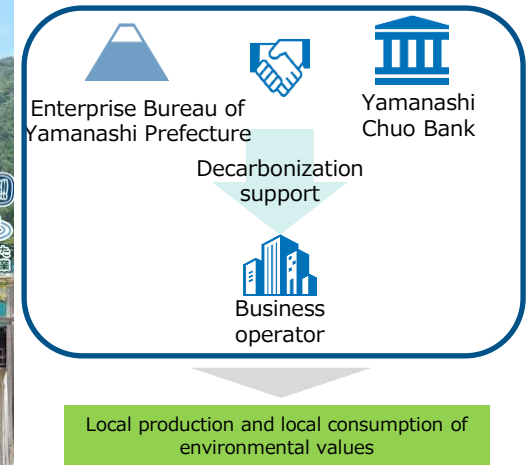 Enterprise Bureau of
Yamanashi Prefecture
Yamanashi
Chuo Bank
Decarbonization
support
Business
operator
Local production and local consumption of
environmental values